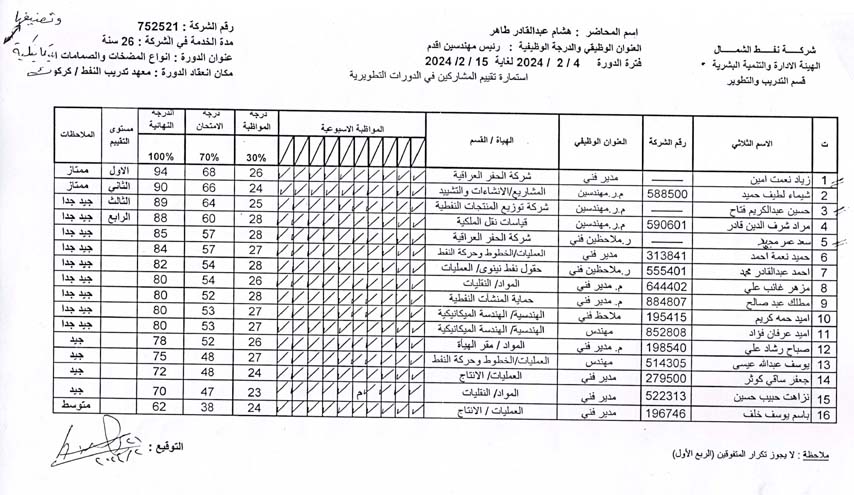 شركة نفط الشمال
الهيئة الادارة والتنمية البشرية
قسم التدريب والتطوير
اسم المحاضر : هشام عبدالقادر طاهر
العنوان الوظيفي والدرجة الوظيفية : رئيس مهندسين اقدم
فترة الدورة 4 / 2 / 2024 لغاية 15 / 2 / 2024
استمارة تقييم المشاركين في الدورات التطويرية
رقم الشركة : 752521
مدة الخدمة في الشركة : 26 سنة
عنوان الدورة : انواع المضخات والصمامات الميكانيكية
وتصنيفها
مكان انعقاد الدورة : معهد تدريب النفط / كركوك
ت الاسم الثلاثي رقم الشركة العنوان الوظيفي الهيأة / القسم المواظبة الاسبوعية درجة المواظبة 30% درجة الامتحان 70% الدرجة النهائية 100% مستوى التقييم الملاحظات
1 زياد نعمت امين —— مدير فني شركة الحفر العراقية 26 68 94 الاول ممتاز
2 شيماء لطيف حميد 588500 م.ر.مهندسين المشاريع/الانشاءات والتشييد 24 66 90 الثاني ممتاز
3 حسين عبدالكريم فتاح —— م.ر.مهندسين شركة توزيع المنتجات النفطية 25 64 89 الثالث جيد جدا
4 مراد شرف الدين قادر 590601 م.ر.مهندسين قياسات نقل الملكية 28 60 88 الرابع جيد جدا
5 سعد عمر مجيد —— ر.ملاحظين فني شركة الحفر العراقية 28 57 85 جيد جدا
6 حميد نعمة احمد 313841 مدير فني العمليات/الخطوط وحركة النفط 27 57 84 جيد جدا
7 احمد عبدالقادر محمد 555401 ر.ملاحظين فني حقول نفط نينوى/ العمليات 28 54 82 جيد جدا
8 مزهر غائب علي 644402 م.مدير فني المواد/ النقليات 26 54 80 جيد جدا
9 مطلك عبد صالح 884807 م.مدير فني حماية المنشآت النفطية 28 52 80 جيد جدا
10 اميد حمه كريم 195415 ملاحظ فني الهندسية/ الهندسة الميكانيكية 27 53 80 جيد جدا
11 اميد عرفان فؤاد 852808 مهندس الهندسية/ الهندسة الميكانيكية 27 53 80 جيد جدا
12 صباح رشاد علي 198540 م.مدير فني المواد / مقر الهيأة 26 52 78 جيد
13 يوسف عبدالله عيسى 514305 مهندس العمليات/الخطوط وحركة النفط 27 48 75 جيد
14 جعفر ساقي كوثر 279500 مدير فني العمليات/ الانتاج 24 48 72 جيد
15 نزاهت حبيب حسين 522313 مدير فني المواد/ النقليات م 23 47 70 جيد
16 باسم يوسف خلف 196746 مدير فني العمليات / الانتاج 24 38 62 متوسط
ملاحظة : لا يجوز تكرار المتفوقين (الربع الأول)
التوقيع :